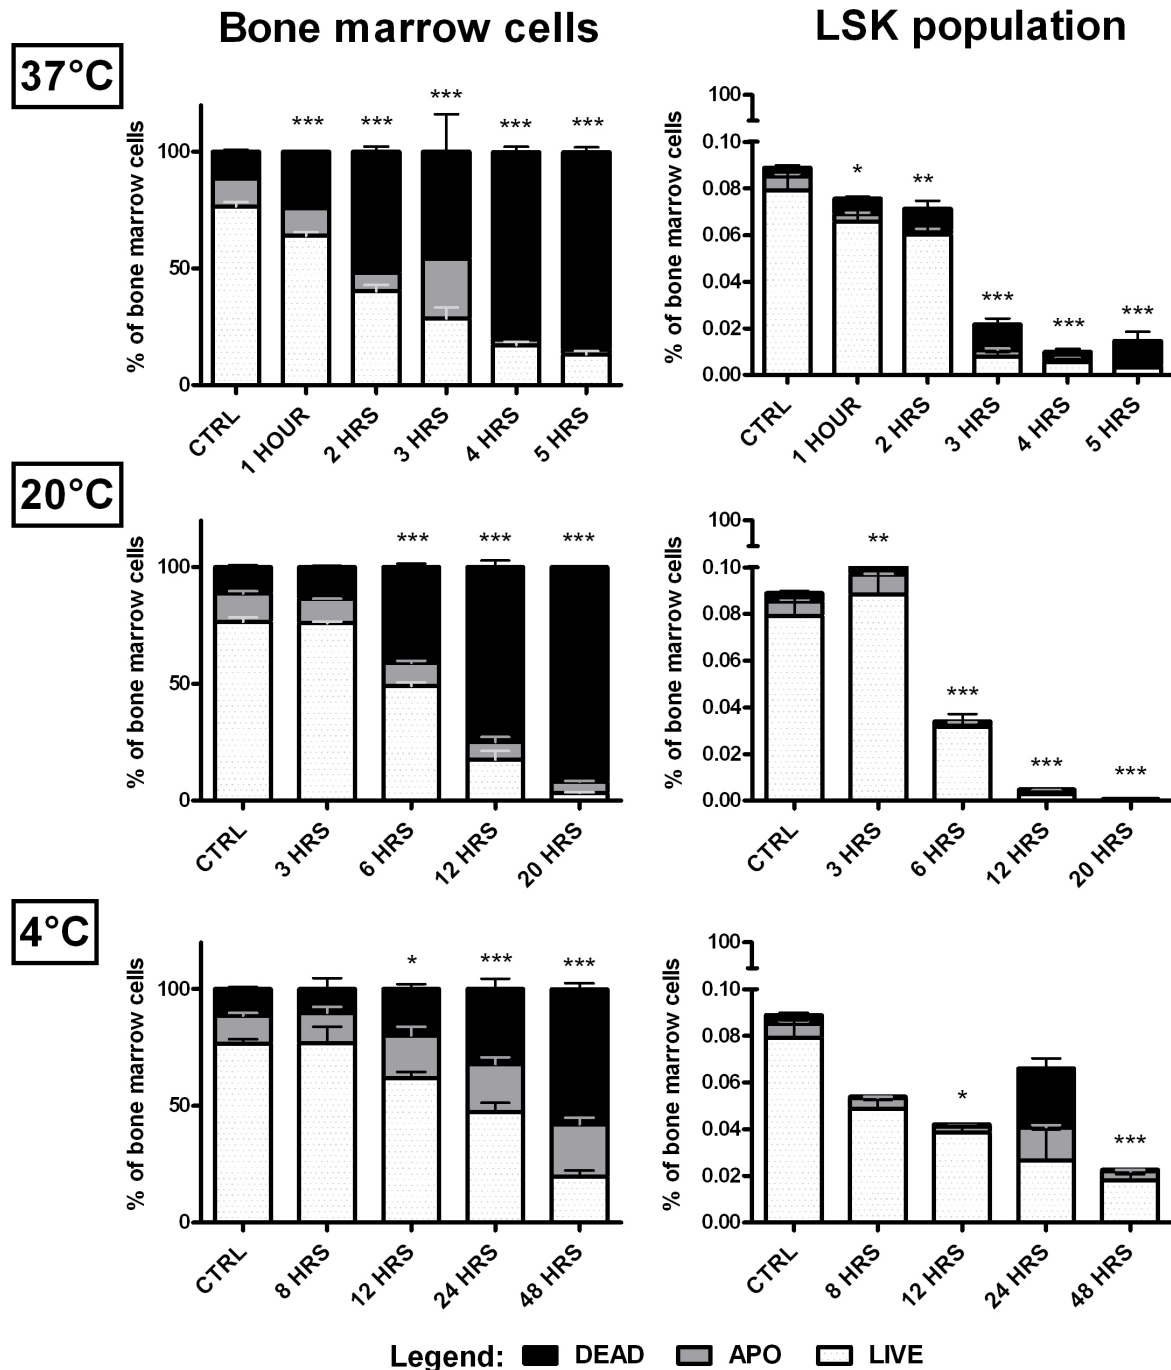 Bone marrow cells
LSK population
37°C
% of bone marrow cells
100
50
0
*** *** *** *** ***
CTRL 1 HOUR 2 HRS 3 HRS 4 HRS 5 HRS
% of bone marrow cells
100
0.10
0.08
0.06
0.04
0.02
0.00
* ** *** *** ***
CTRL 1 HOUR 2 HRS 3 HRS 4 HRS 5 HRS
20°C
% of bone marrow cells
100
50
0
*** *** ***
CTRL 3 HRS 6 HRS 12 HRS 20 HRS
% of bone marrow cells
100
0.10
0.08
0.06
0.04
0.02
0.00
** *** *** ***
CTRL 3 HRS 6 HRS 12 HRS 20 HRS
4°C
% of bone marrow cells
100
50
0
* *** ***
CTRL 8 HRS 12 HRS 24 HRS 48 HRS
% of bone marrow cells
100
0.10
0.08
0.06
0.04
0.02
0.00
* ***
CTRL 8 HRS 12 HRS 24 HRS 48 HRS
Legend: DEAD APO LIVE